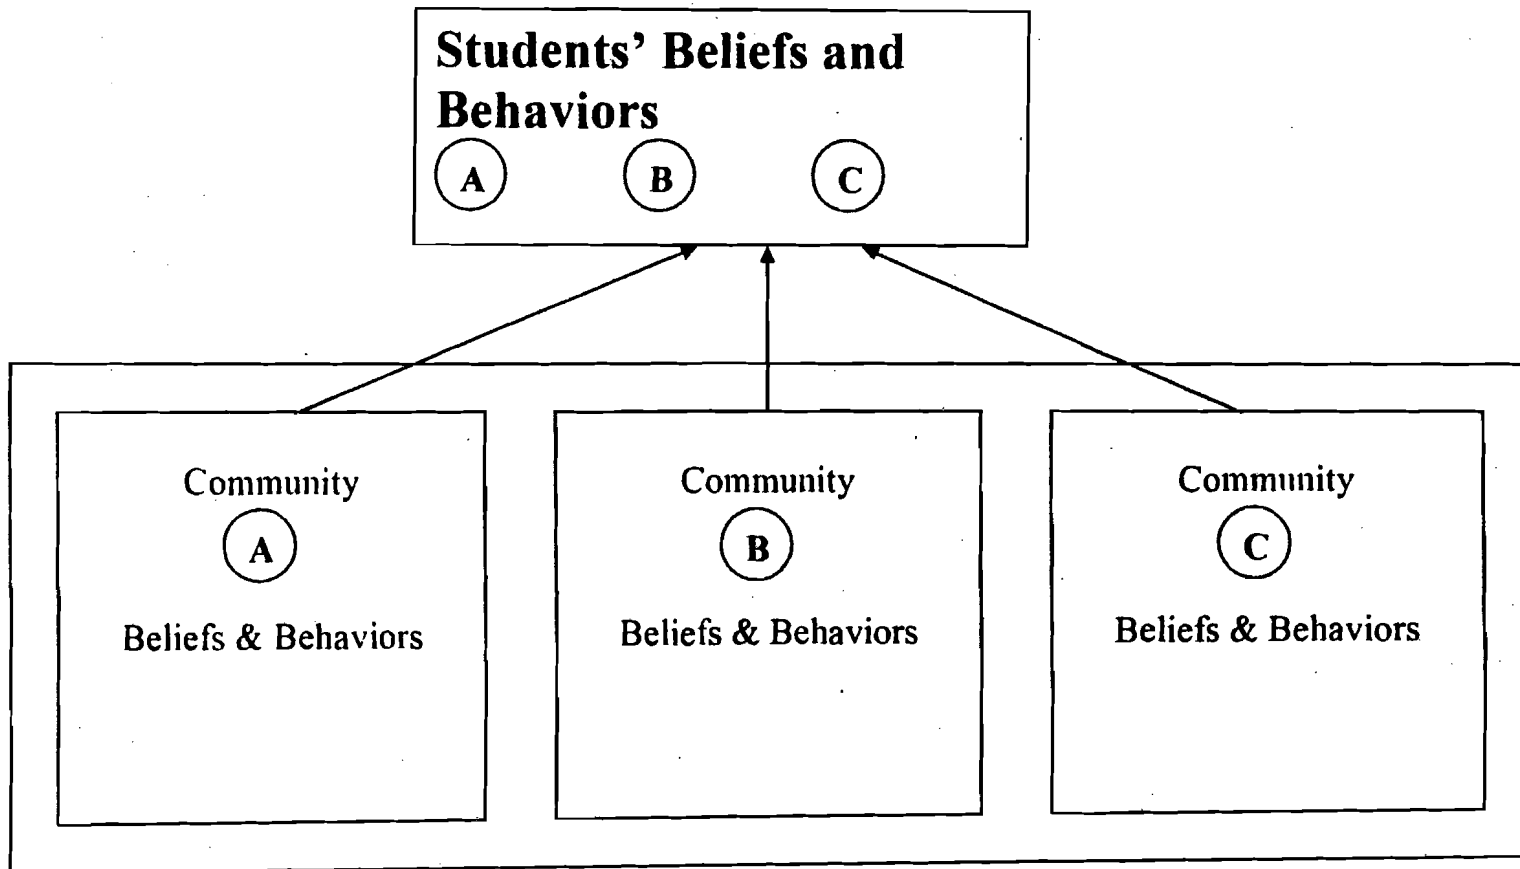 Students’ Beliefs and
Behaviors
A B C
Community Community Community
A B C
Beliefs & Behaviors Beliefs & Behaviors Beliefs & Behaviors